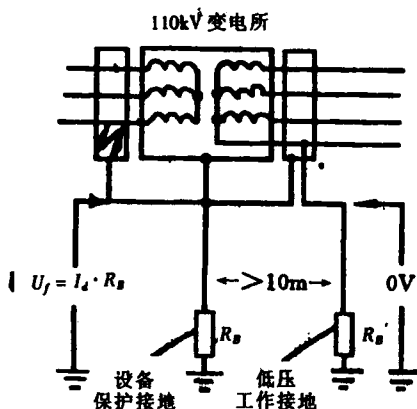 110kV 变电所
U_f = I_d · R_B
>10m
0V
R_B
R_B'
设备
保护接地
低压
工作接地